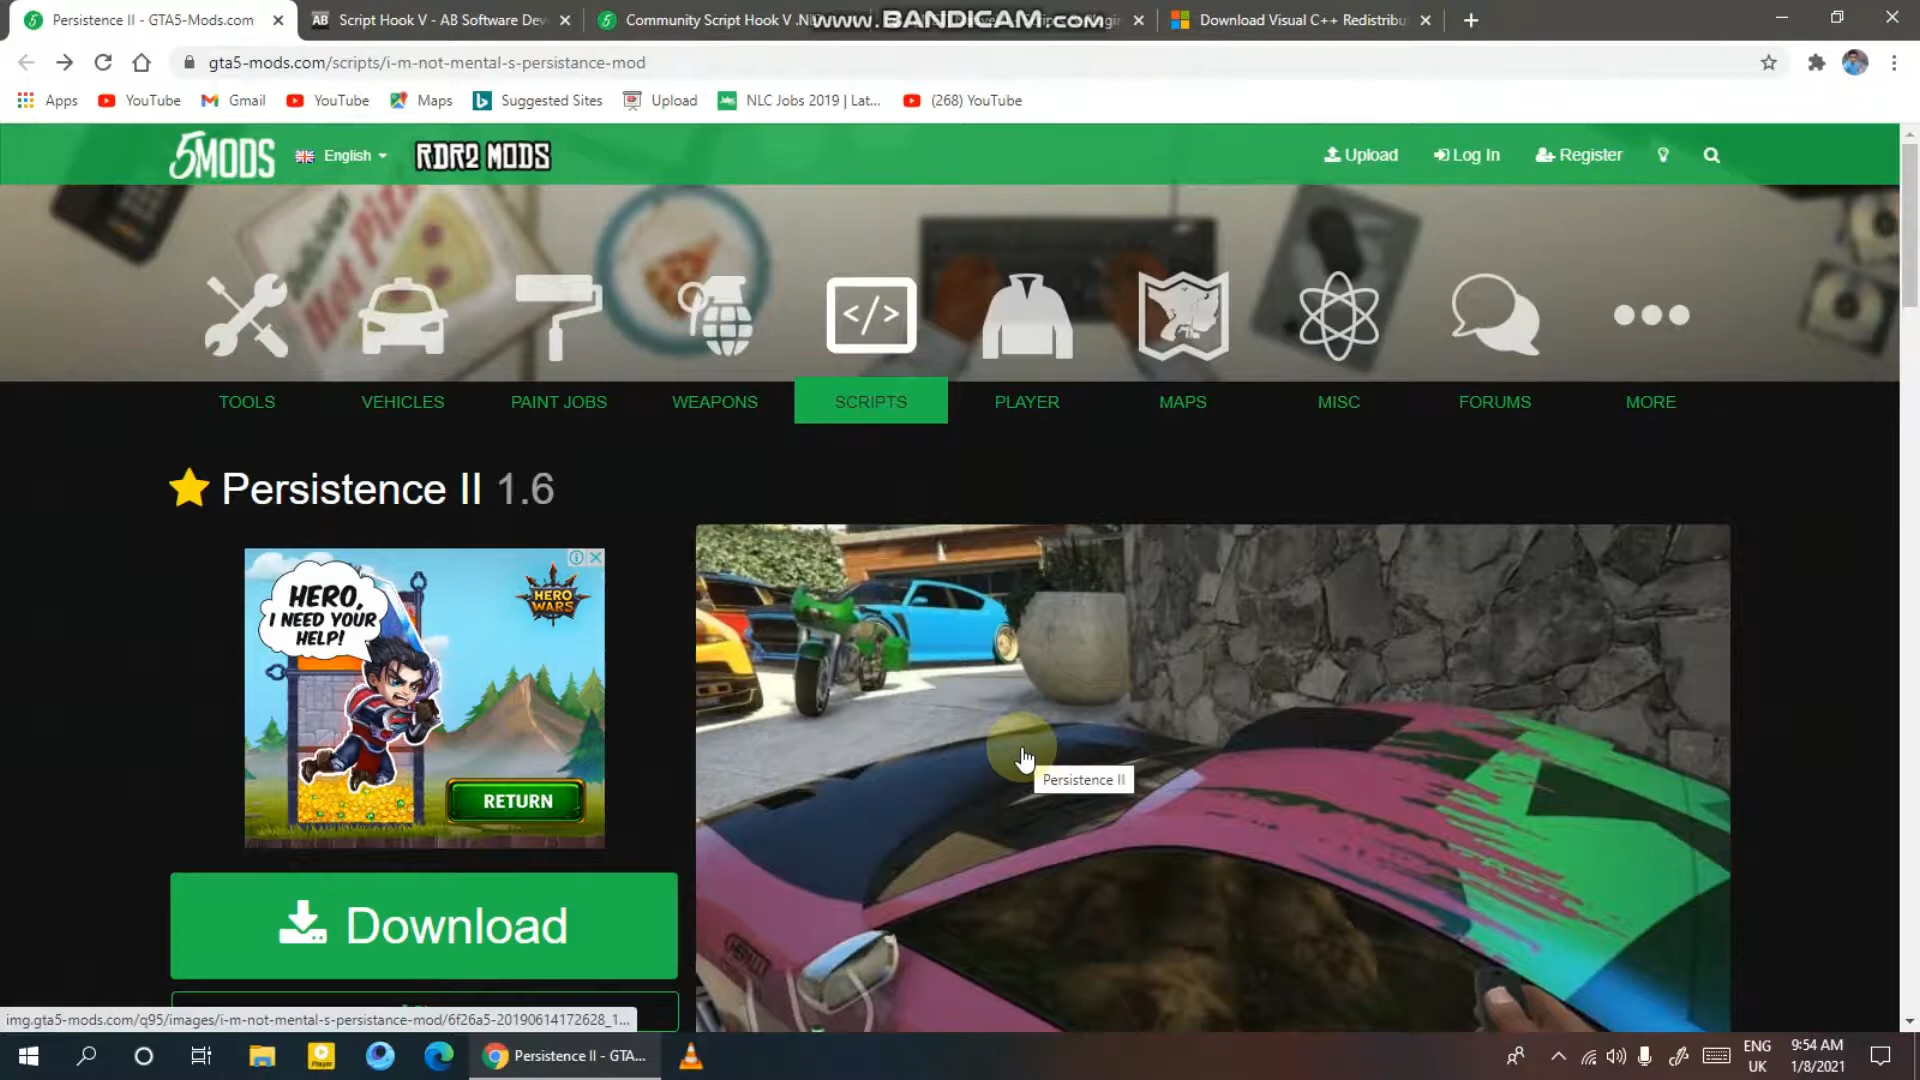 Persistence II - GTA5-Mods.com
Script Hook V - AB Software Dev
Community Script Hook V .N
www.BANDICAM.com
Download Visual C++ Redistribu
gta5-mods.com/scripts/i-m-not-mental-s-persistance-mod
Apps
YouTube
Gmail
YouTube
Maps
Suggested Sites
Upload
NLC Jobs 2019 | Lat...
(268) YouTube
5MODS
English
RDR2 MODS
Upload
Log In
Register
TOOLS
VEHICLES
PAINT JOBS
WEAPONS
SCRIPTS
PLAYER
MAPS
MISC
FORUMS
MORE
Persistence II 1.6
HERO,
I NEED YOUR
HELP!
HERO
WARS
RETURN
Persistence II
Download
img.gta5-mods.com/q95/images/i-m-not-mental-s-persistance-mod/6f26a5-20190614172628_1...
Persistence II - GTA...
ENG
UK
9:54 AM
1/8/2021